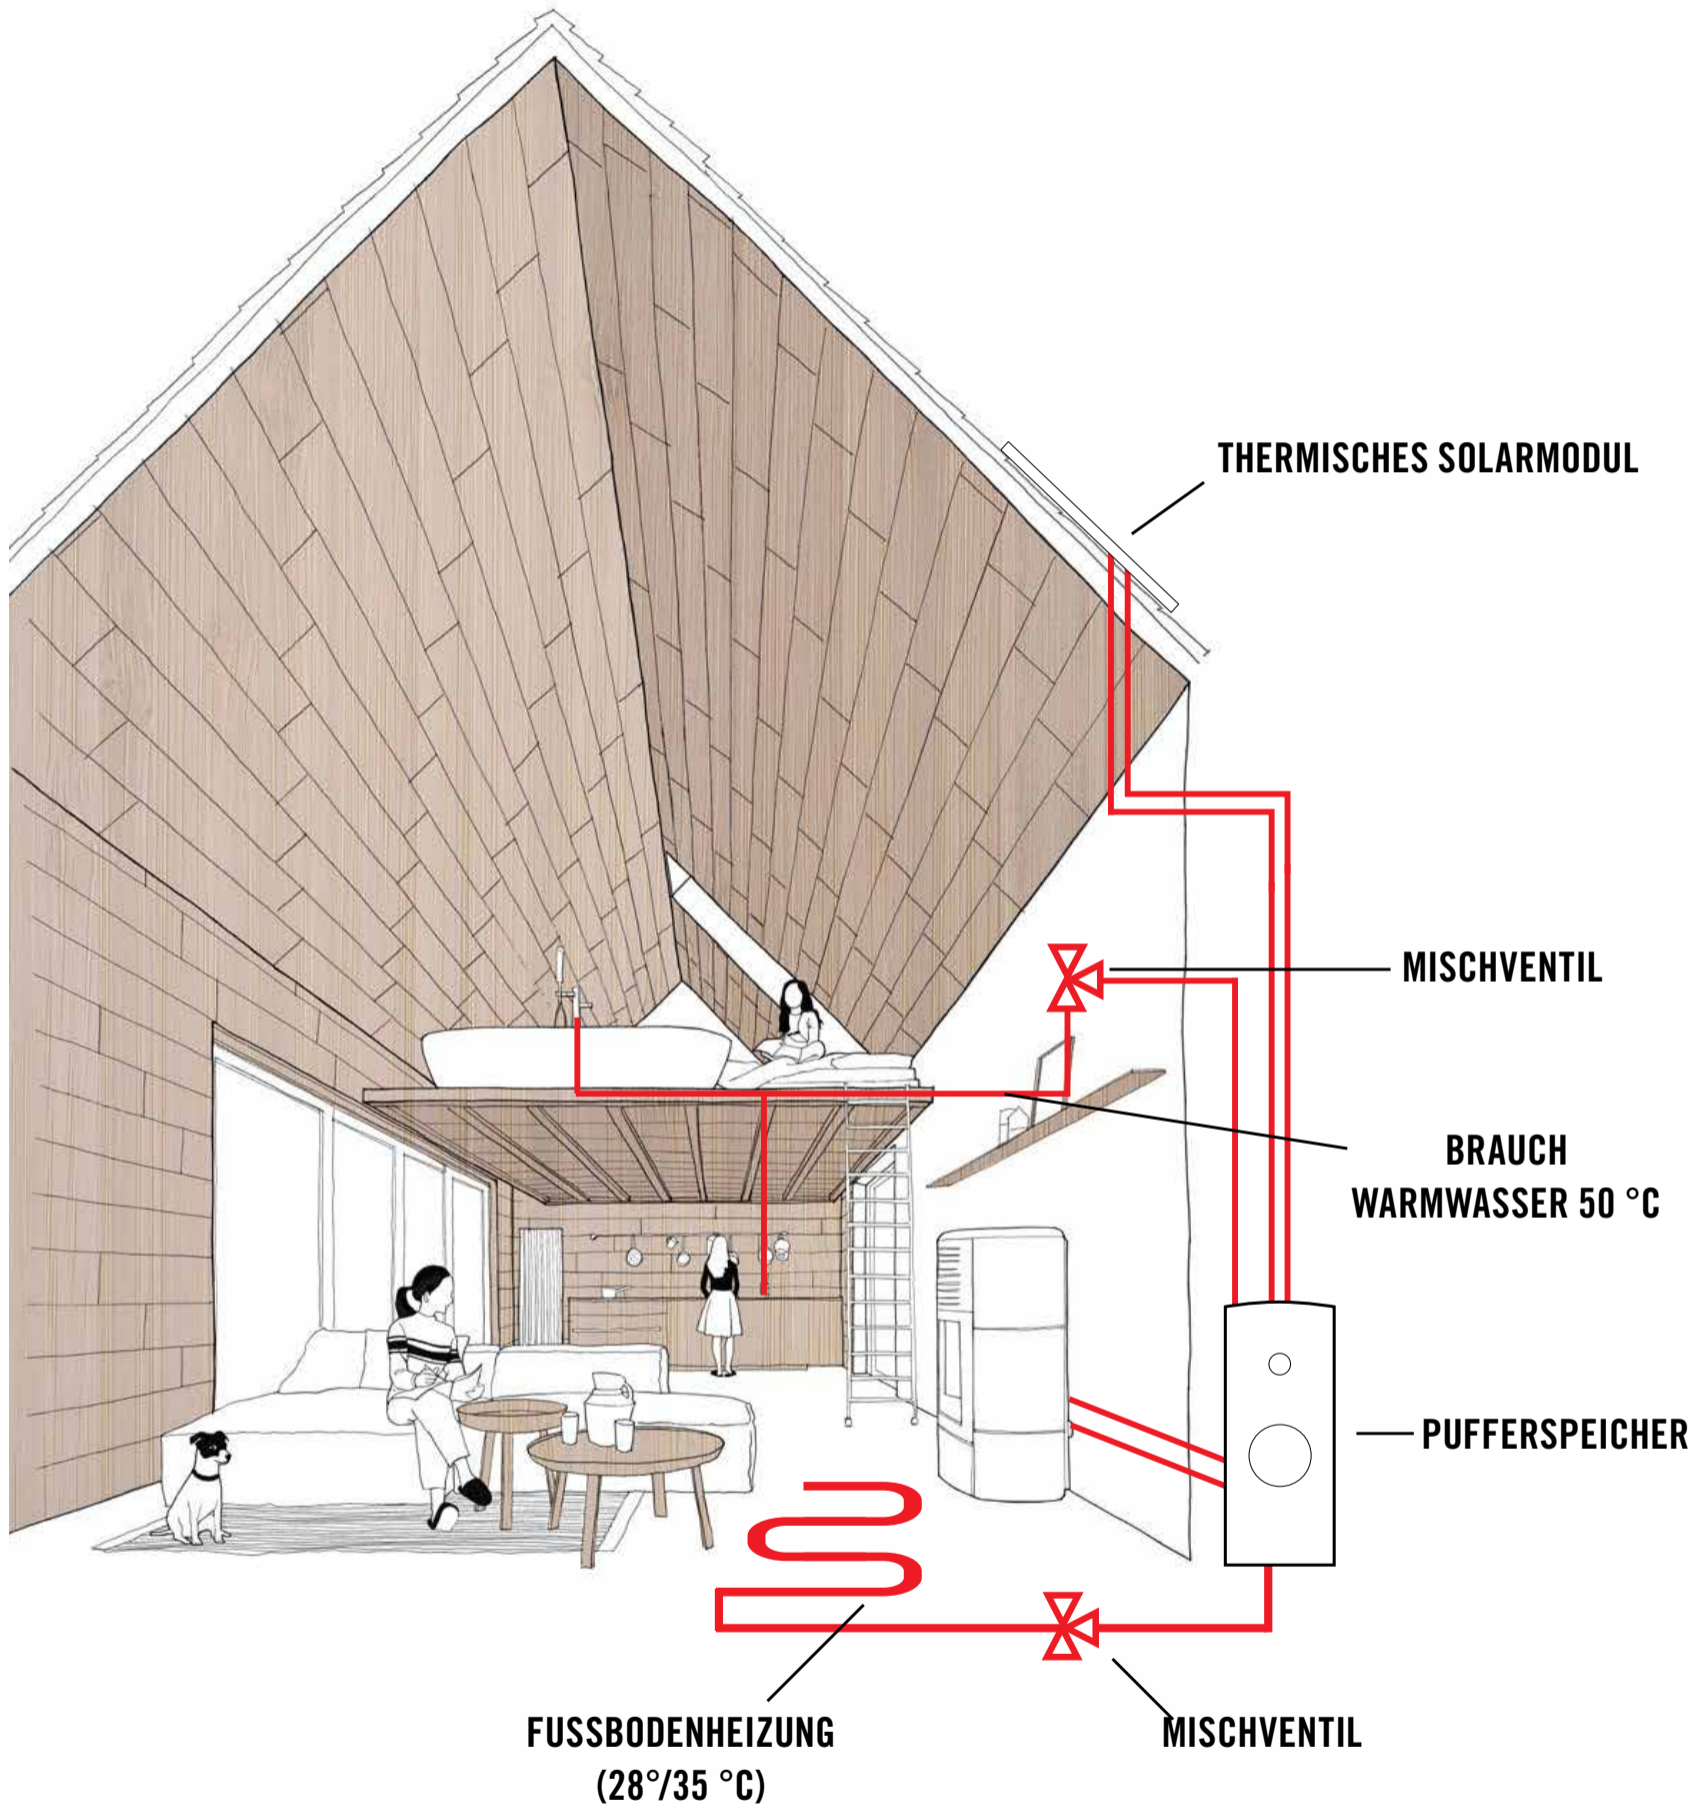 THERMISCHES SOLARMODUL
MISCHVENTIL
BRAUCH
WARMWASSER 50 °C
PUFFERSPEICHER
FUSSBODENHEIZUNG
(28°/35 °C)
MISCHVENTIL